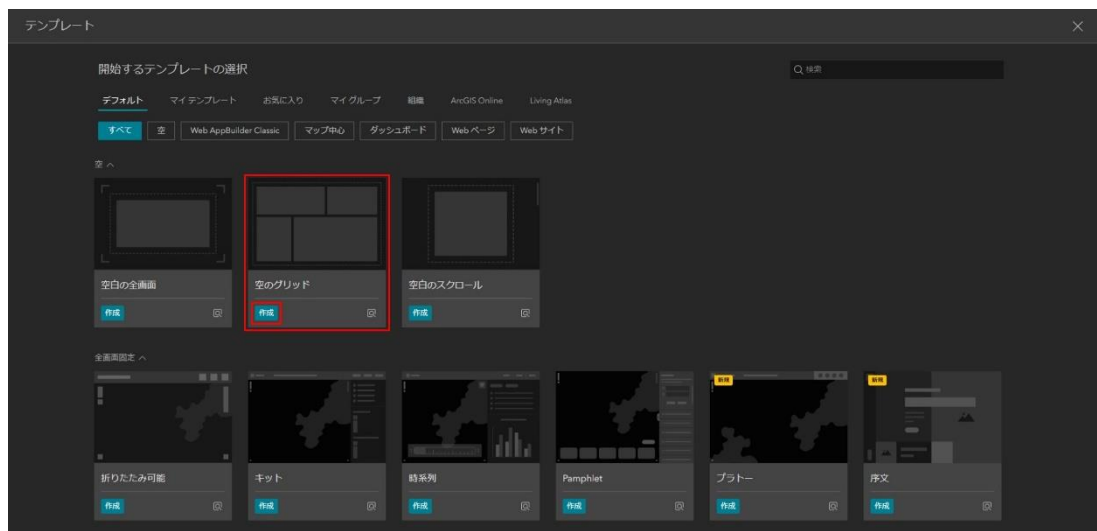 テンプレート
開始するテンプレートの選択
検索
デフォルト マイテンプレート お気に入り マイグループ 組織 ArcGIS Online Living Atlas
すべて 空 Web AppBuilder Classic マップ中心 ダッシュボード Web ページ Web サイト
空
空白の全画面 空のグリッド 空白のスクロール
作成 作成 作成
全画面固定
新規 新規
折りたたみ可能 キット 時系列 Pamphlet プラトー 序文
作成 作成 作成 作成 作成 作成